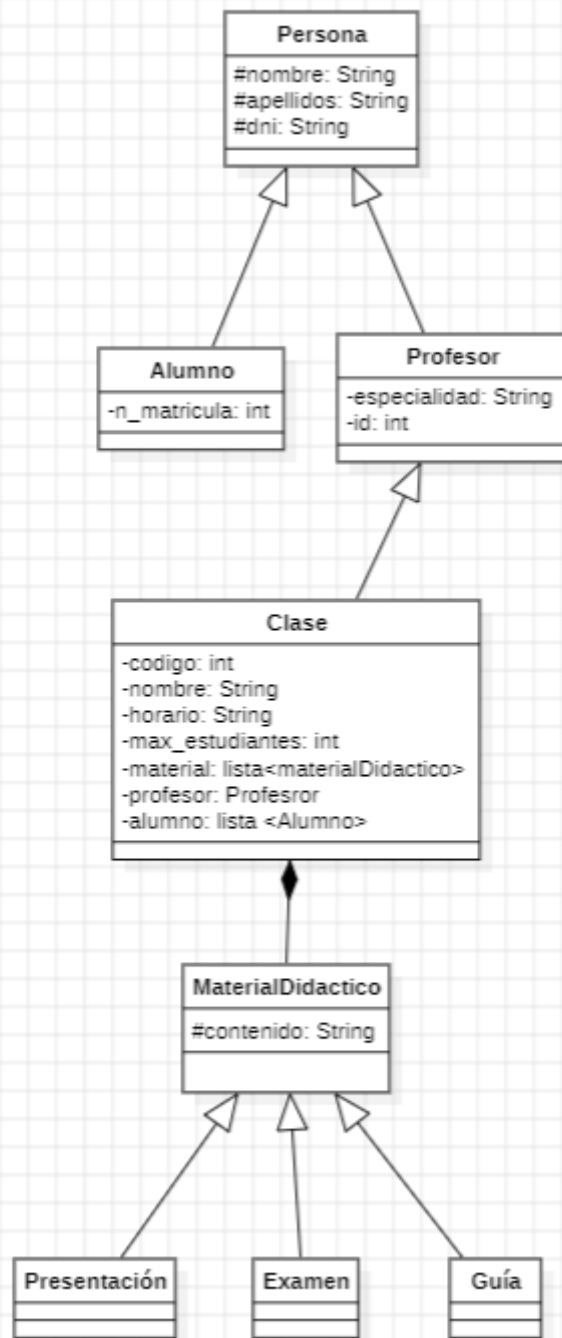 Persona
#nombre: String
#apellidos: String
#dni: String
Alumno
-n_matricula: int
Profesor
-especialidad: String
-id: int
Clase
-codigo: int
-nombre: String
-horario: String
-max_estudiantes: int
-material: lista<materialDidactico>
-profesor: Profesror
-alumno: lista <Alumno>
MaterialDidactico
#contenido: String
Presentación
Examen
Guía